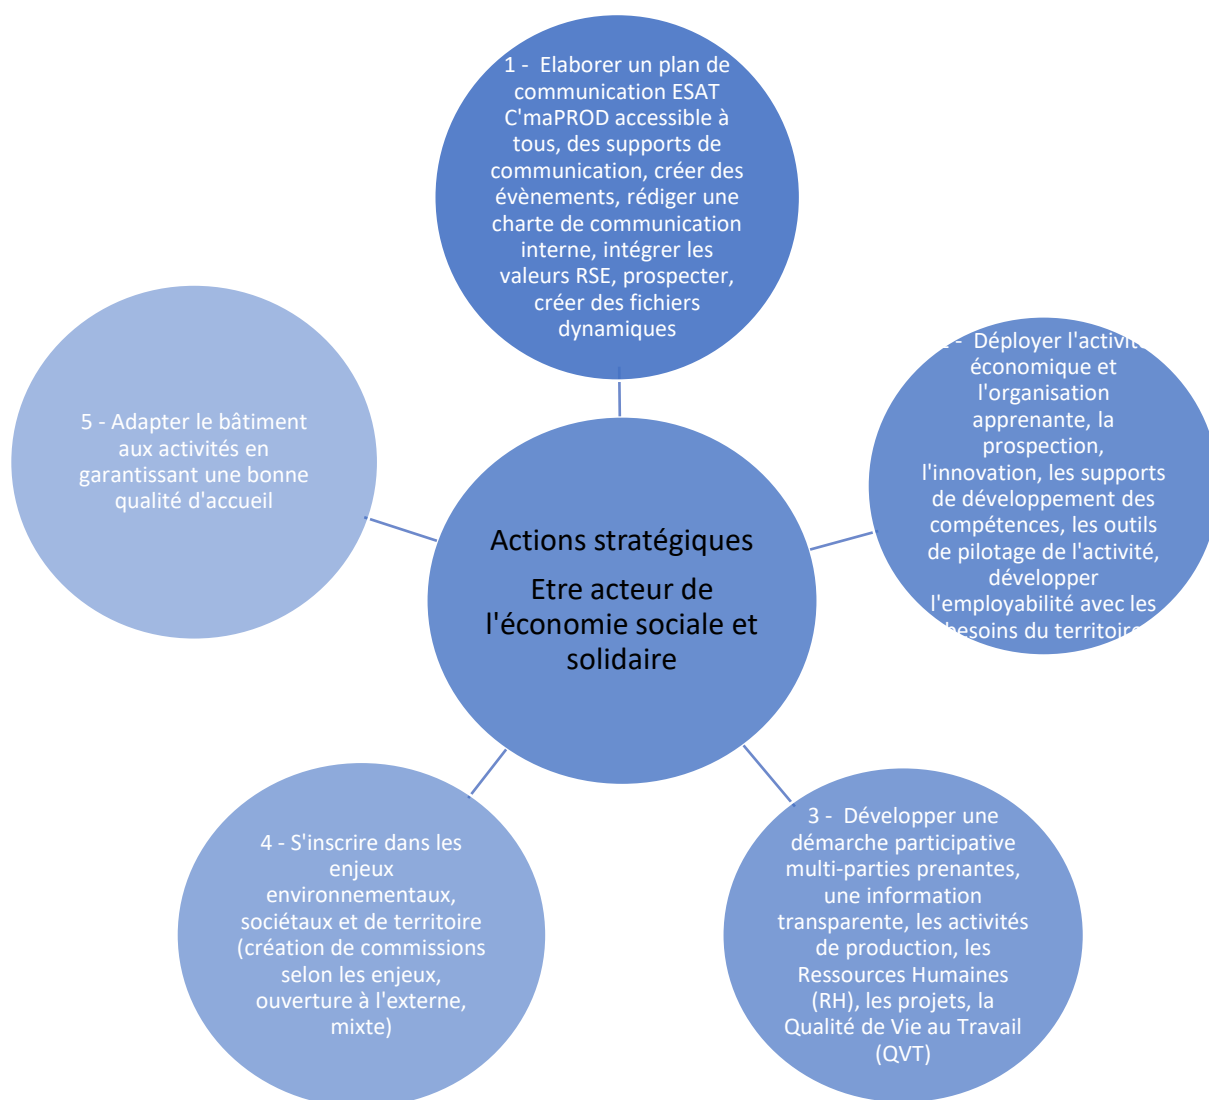 1 -  Elaborer un plan de
communication ESAT
C'maPROD accessible à
tous, des supports de
communication, créer des
évènements, rédiger une
charte de communication
interne, intégrer les
valeurs RSE, prospecter,
créer des fichiers
dynamiques
- Déployer l'activité
économique et
l'organisation
apprenante, la
prospection,
l'innovation, les supports
de développement des
compétences, les outils
de pilotage de l'activité,
développer
l'employabilité avec les
besoins du territoire
3 -  Développer une
démarche participative
multi-parties prenantes,
une information
transparente, les activités
de production, les
Ressources Humaines
(RH), les projets, la
Qualité de Vie au Travail
(QVT)
4 - S'inscrire dans les
enjeux
environnementaux,
sociétaux et de territoire
(création de commissions
selon les enjeux,
ouverture à l'externe,
mixte)
5 - Adapter le bâtiment
aux activités en
garantissant une bonne
qualité d'accueil
Actions stratégiques
Etre acteur de
l'économie sociale et
solidaire